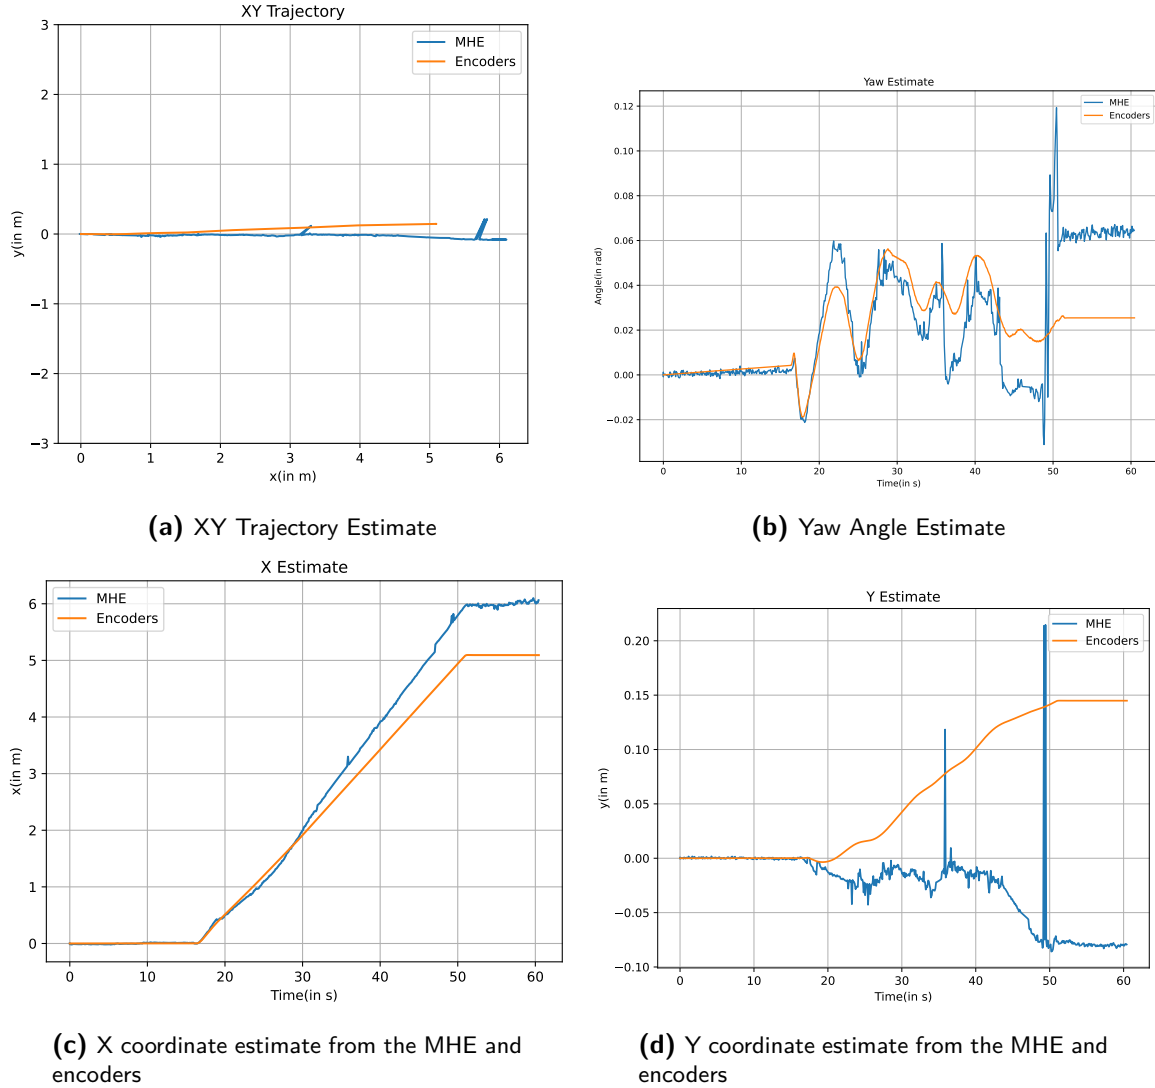 XY Trajectory
3
2
1
0
−1
−2
−3
y(in m)
MHE
Encoders
0 1 2 3 4 5 6
x(in m)
(a) XY Trajectory Estimate
Yaw Estimate
0.12
0.10
0.08
0.06
0.04
0.02
0.00
−0.02
Angle(in rad)
MHE
Encoders
0 10 20 30 40 50 60
Time(in s)
(b) Yaw Angle Estimate
X Estimate
6
5
4
3
2
1
0
x(in m)
MHE
Encoders
0 10 20 30 40 50 60
Time(in s)
(c) X coordinate estimate from the MHE and
encoders
Y Estimate
0.20
0.15
0.10
0.05
0.00
−0.05
−0.10
y(in m)
MHE
Encoders
0 10 20 30 40 50 60
Time(in s)
(d) Y coordinate estimate from the MHE and
encoders